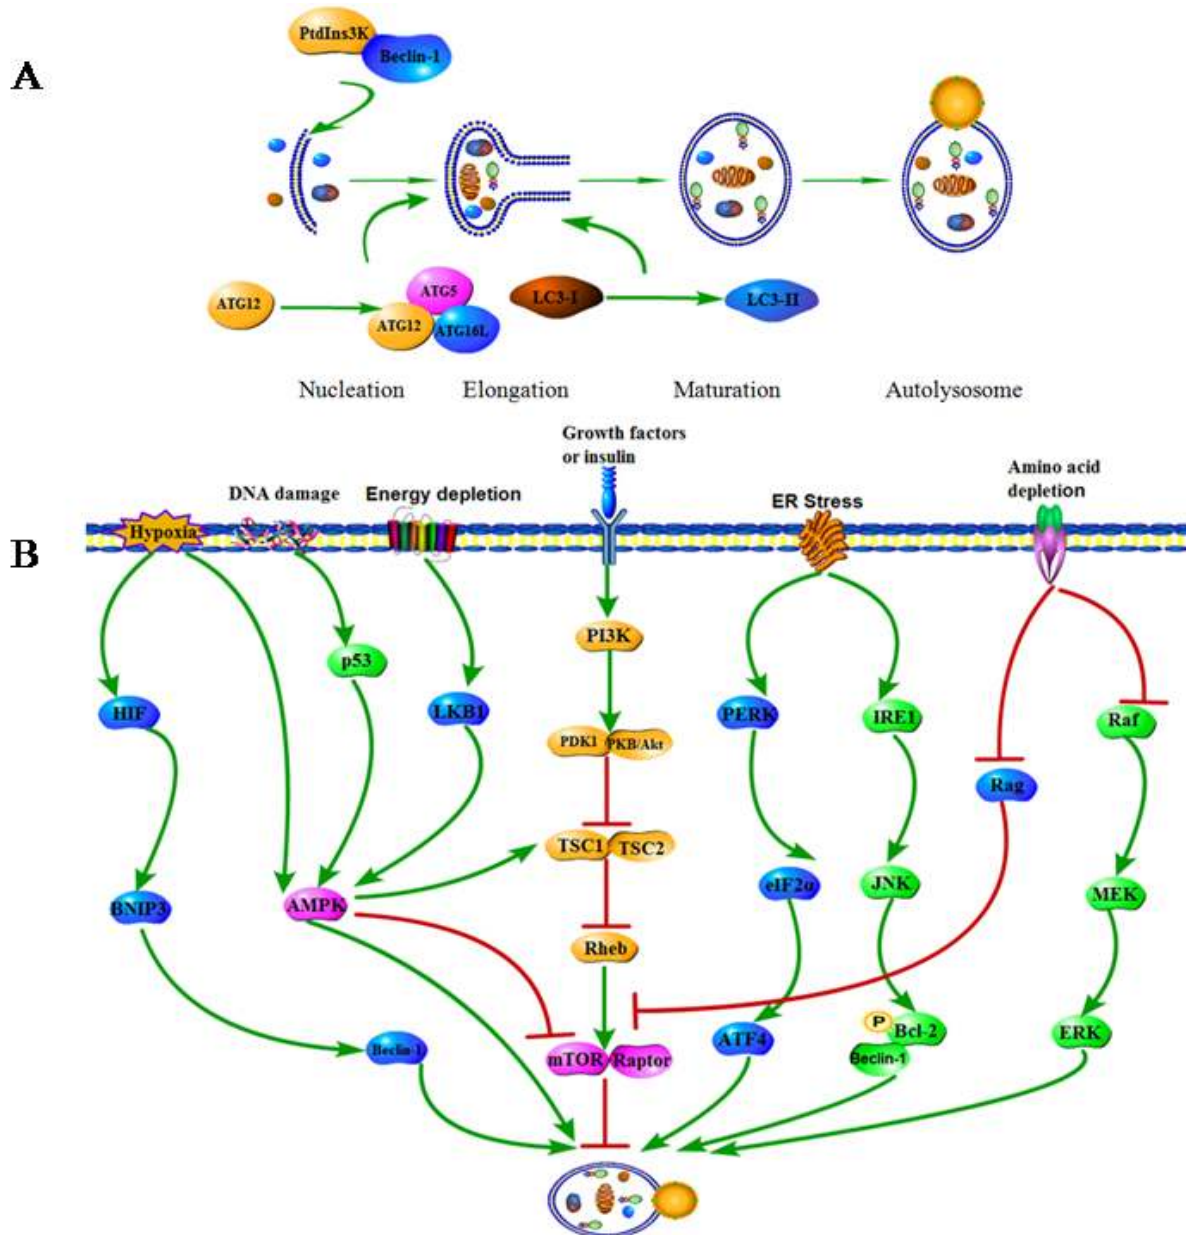 A
PtdIns3K
Beclin-1
ATG12
ATG5
ATG12
ATG16L
LC3-I
LC3-II
Nucleation
Elongation
Maturation
Autolysosome
B
Growth factors
or insulin
Hypoxia
DNA damage
Energy depletion
ER Stress
Amino acid
depletion
PI3K
p53
HIF
LKB1
PDK1
PKB/Akt
PERK
IRE1
Raf
Rag
TSC1
TSC2
BNIP3
AMPK
eIF2α
JNK
MEK
Rheb
Beclin-1
mTOR
Raptor
ATF4
P
Bcl-2
Beclin-1
ERK